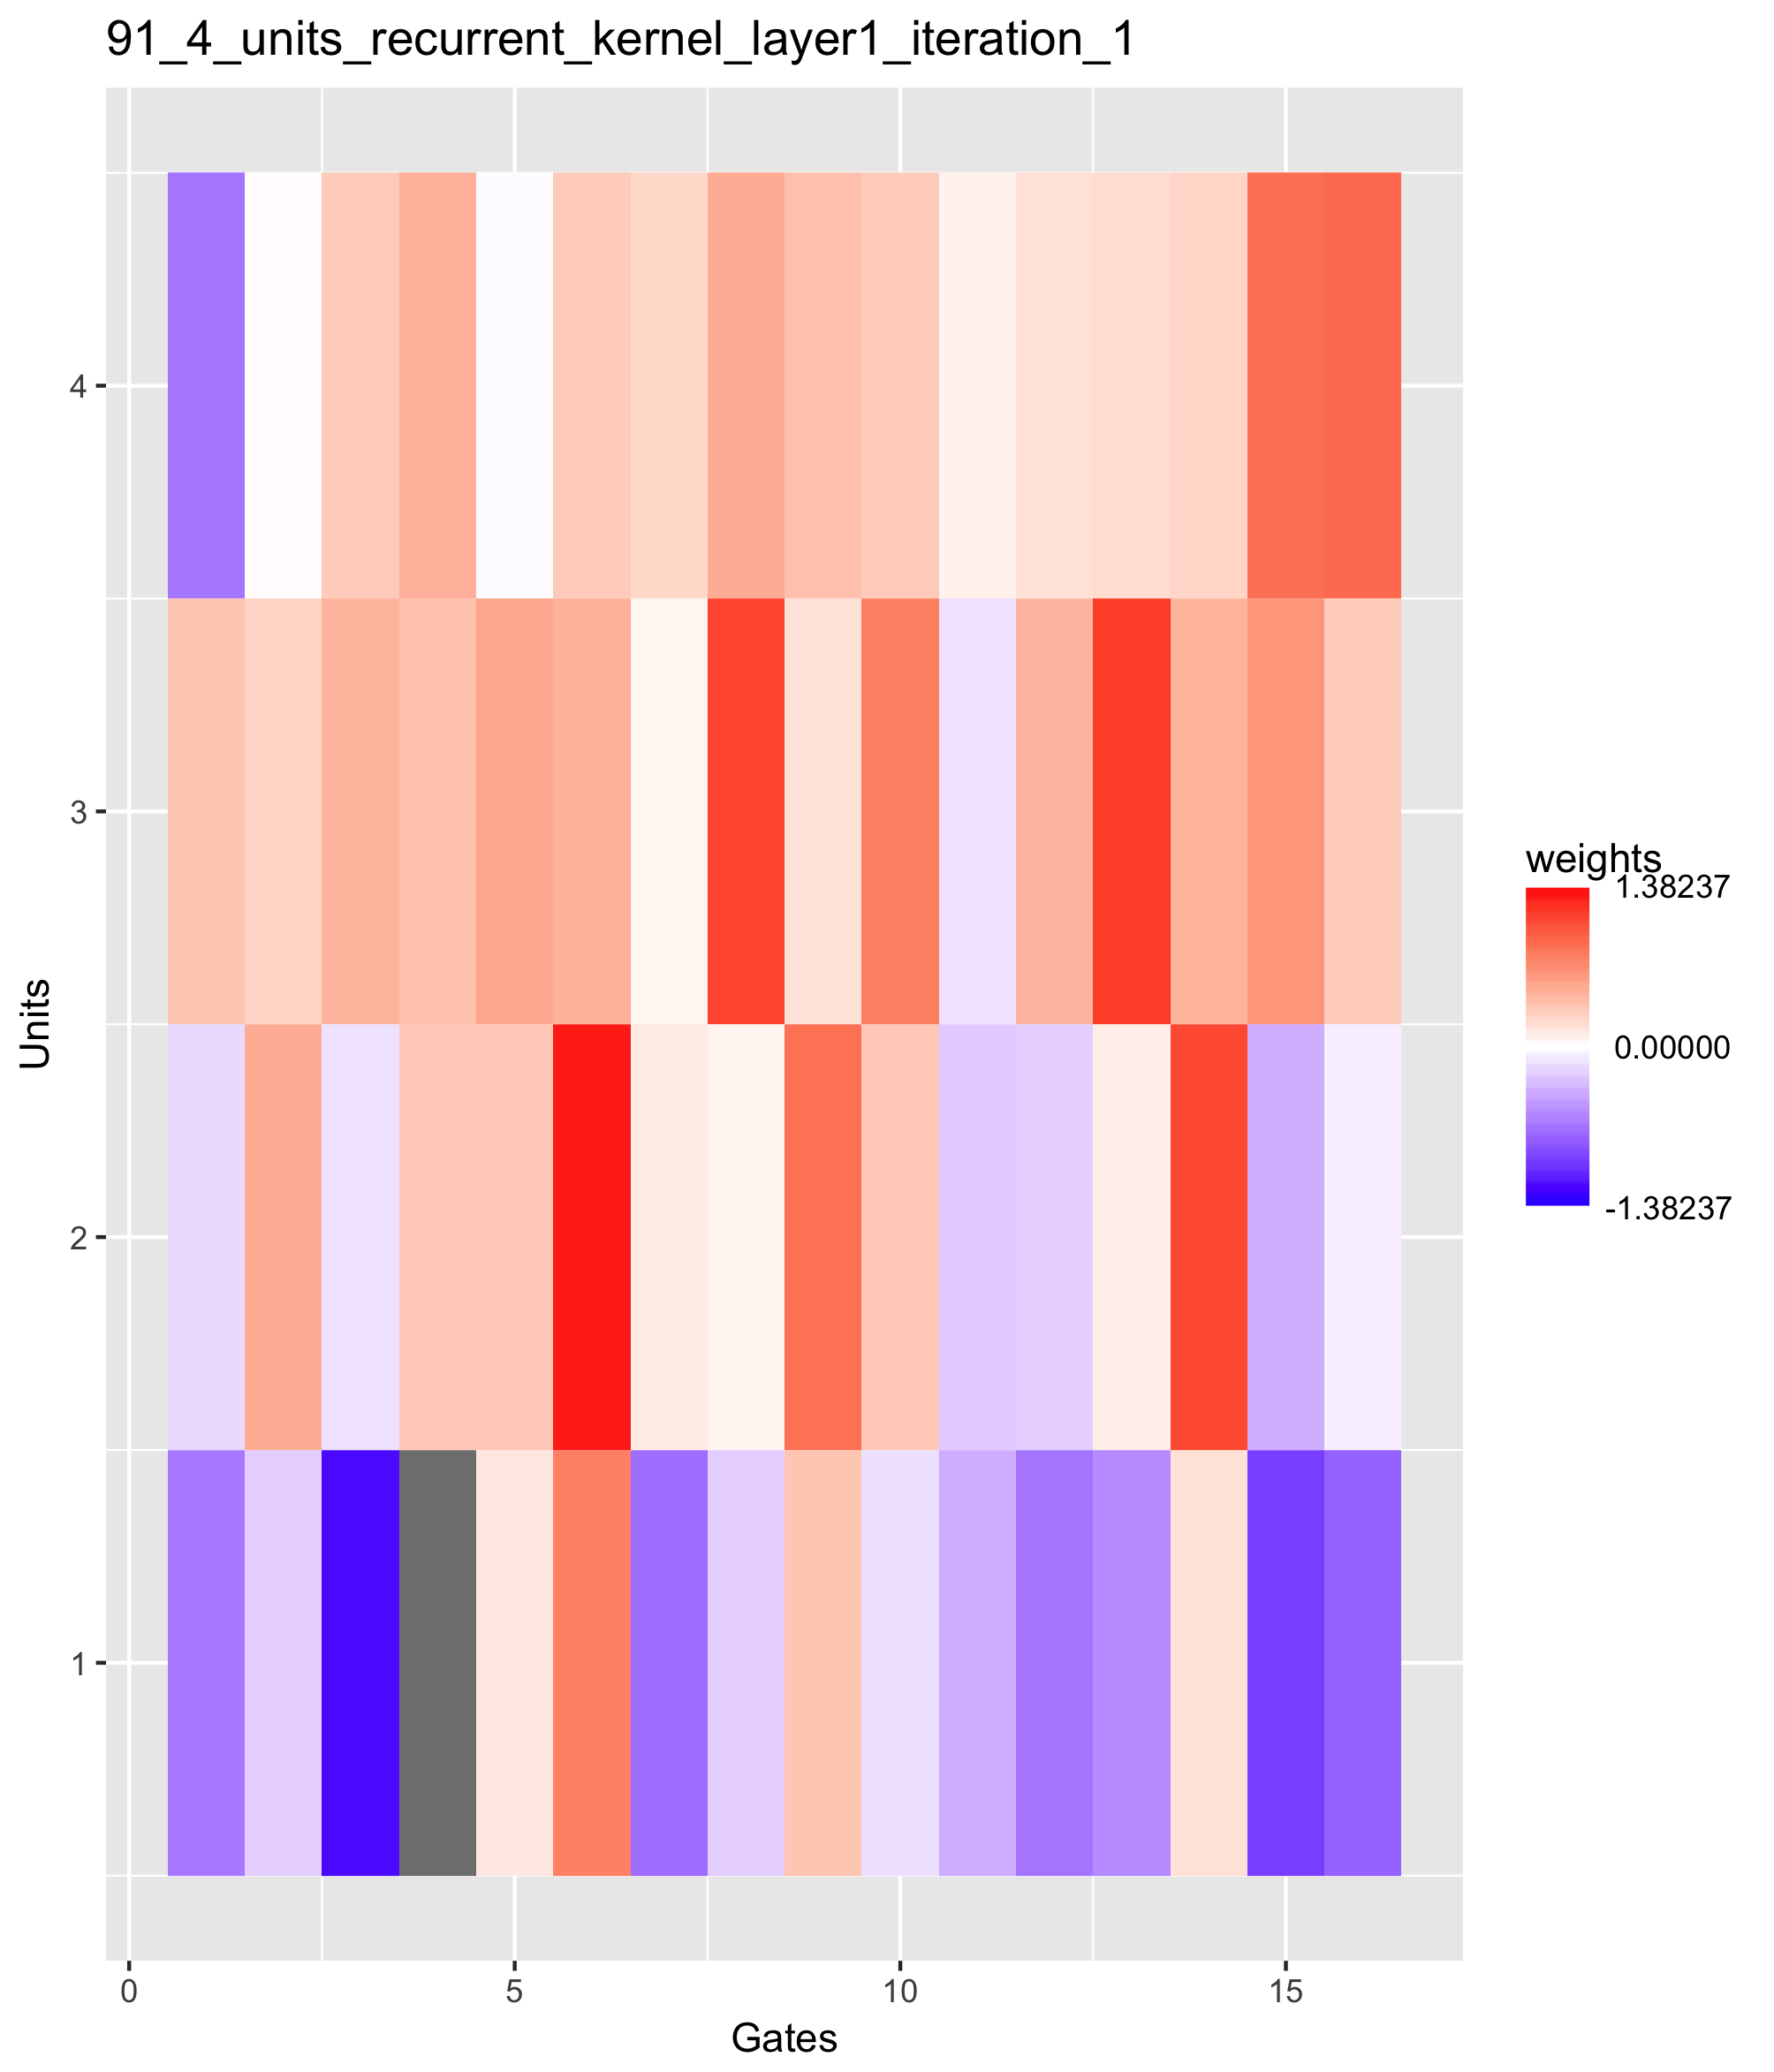 91_4_units_recurrent_kernel_layer1_iteration_1
4
3
2
1
Units
0 5 10 15
Gates
weights
1.38237
0.00000
-1.38237